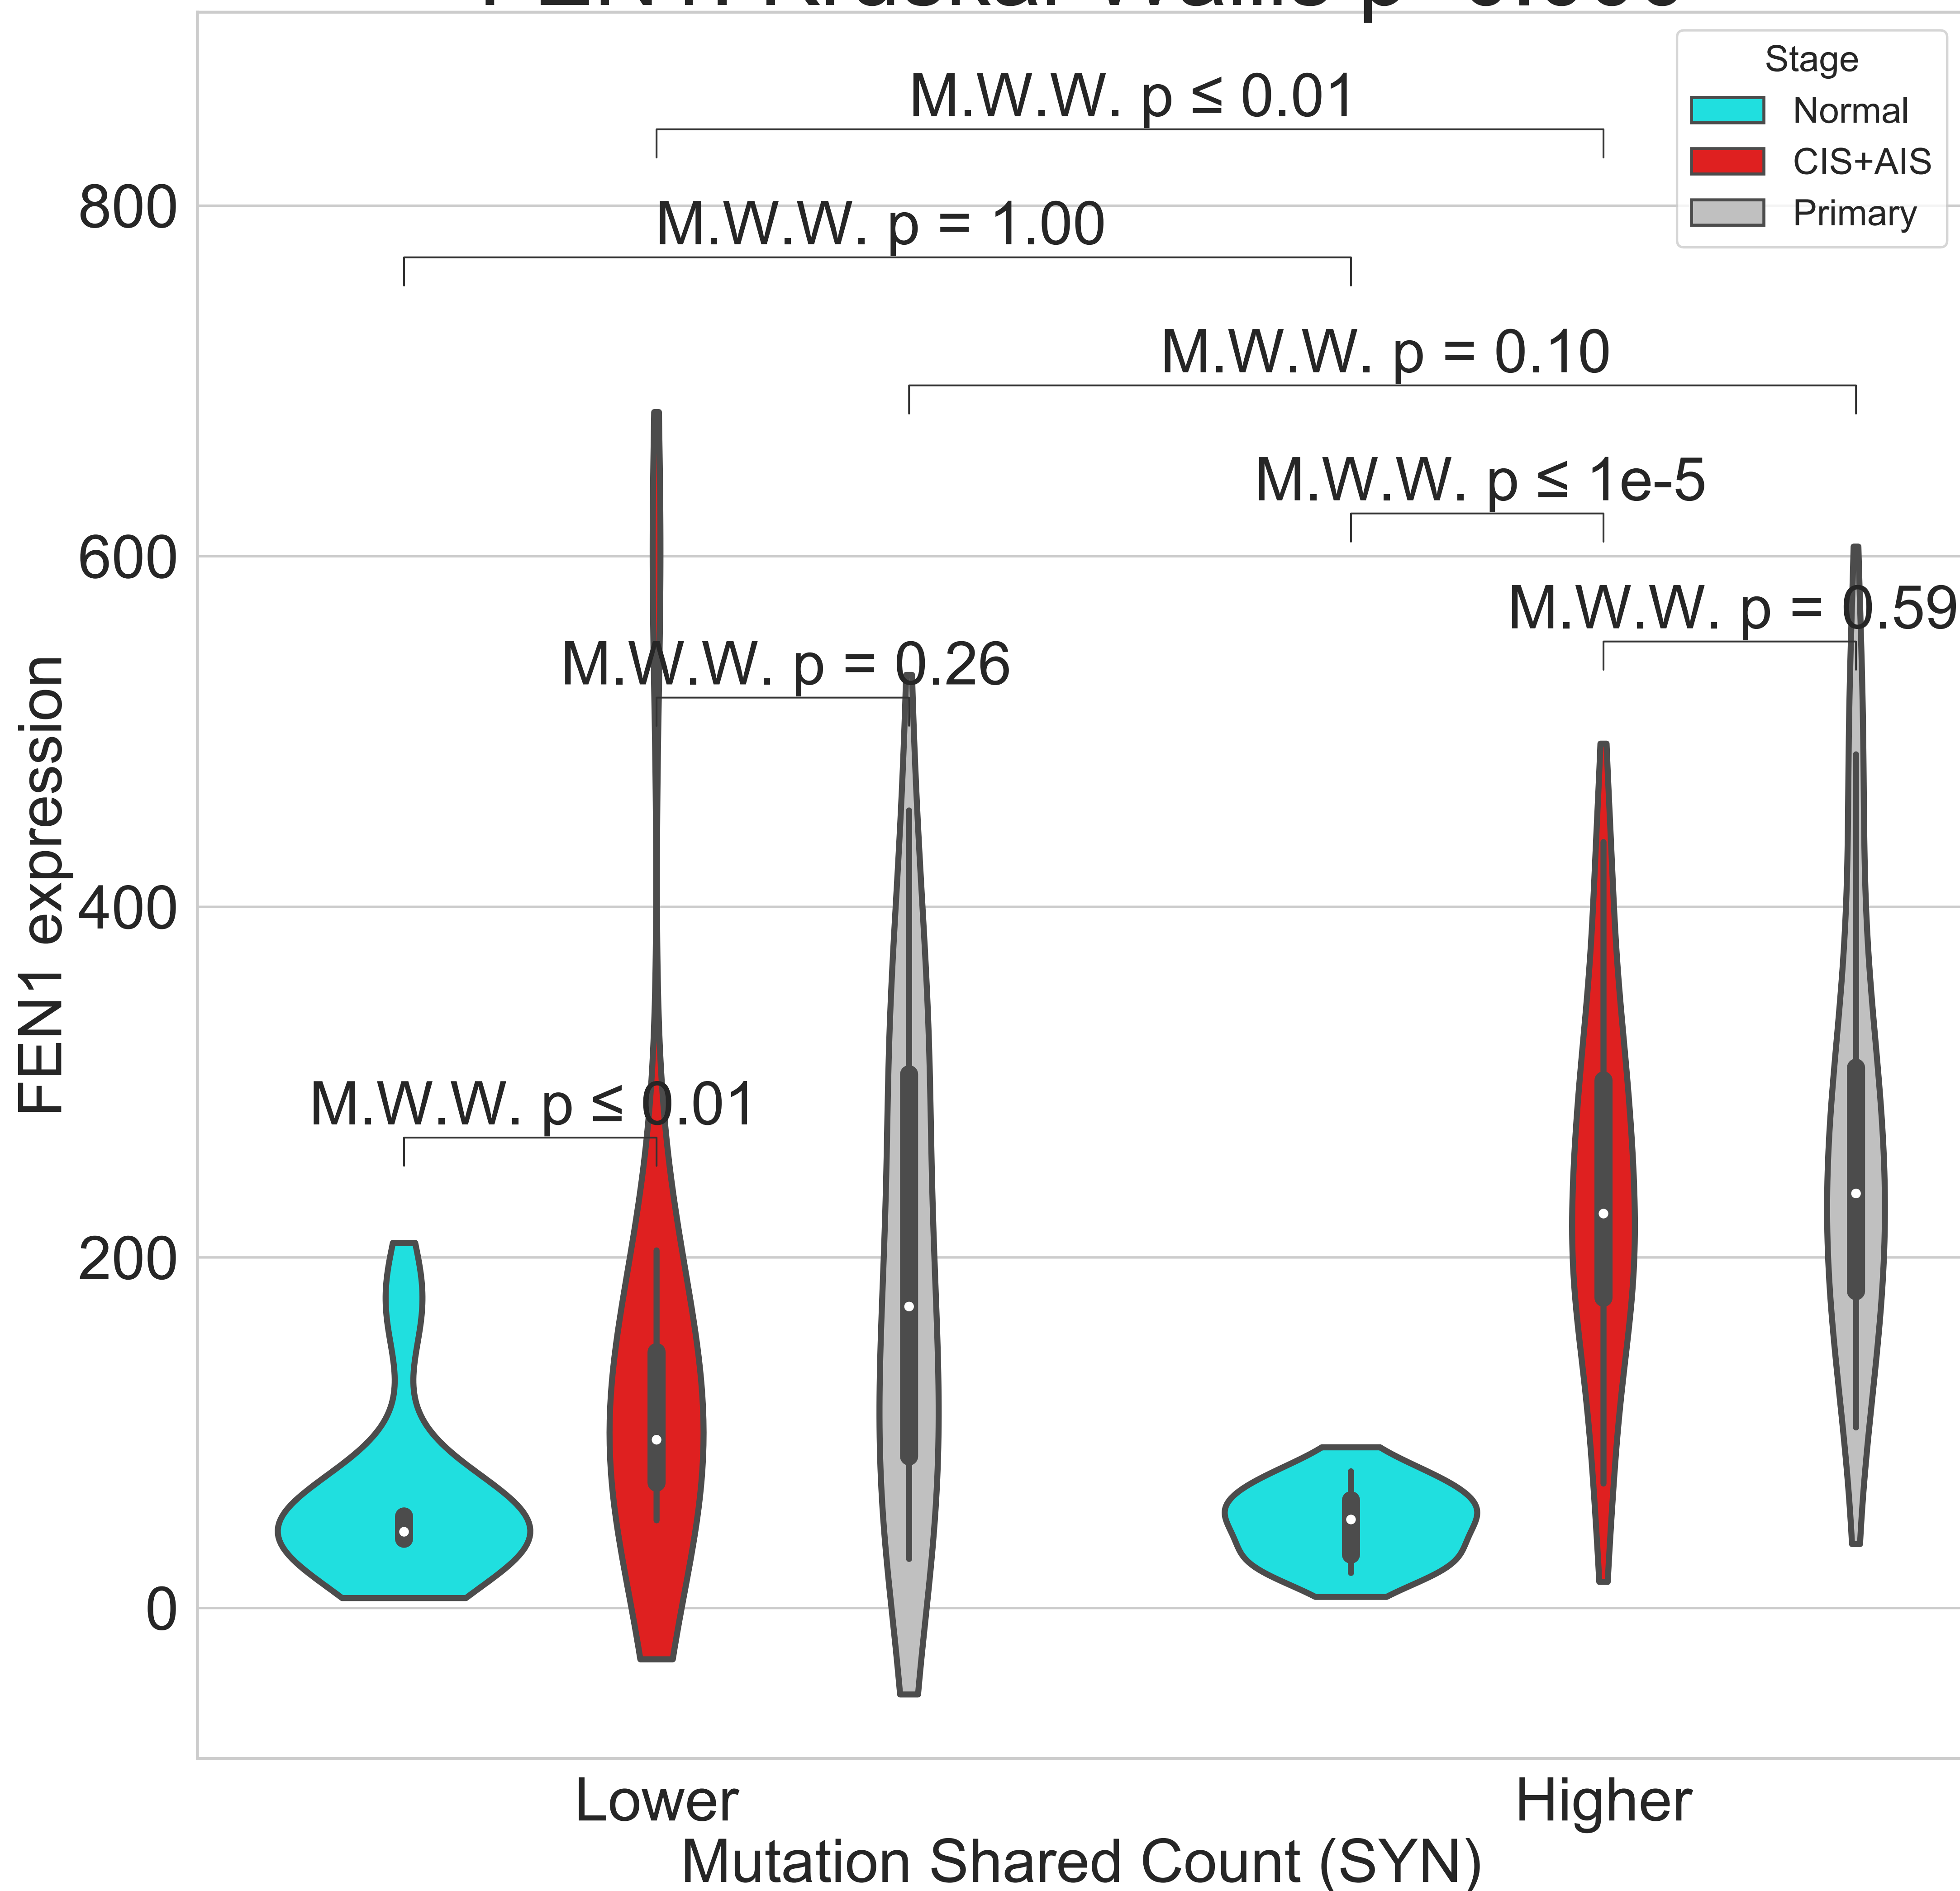 Stage
Normal
CIS+AIS
Primary
M.W.W. p ≤ 0.01
M.W.W. p = 1.00
M.W.W. p = 0.10
M.W.W. p ≤ 1e-5
M.W.W. p = 0.59
M.W.W. p = 0.26
M.W.W. p ≤ 0.01
800
600
400
200
0
FEN1 expression
Lower
Higher
Mutation Shared Count (SYN)